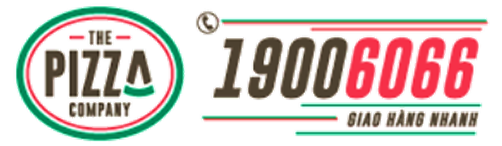 THE
PIZZA
COMPANY
19006066
GIAO HÀNG NHANH